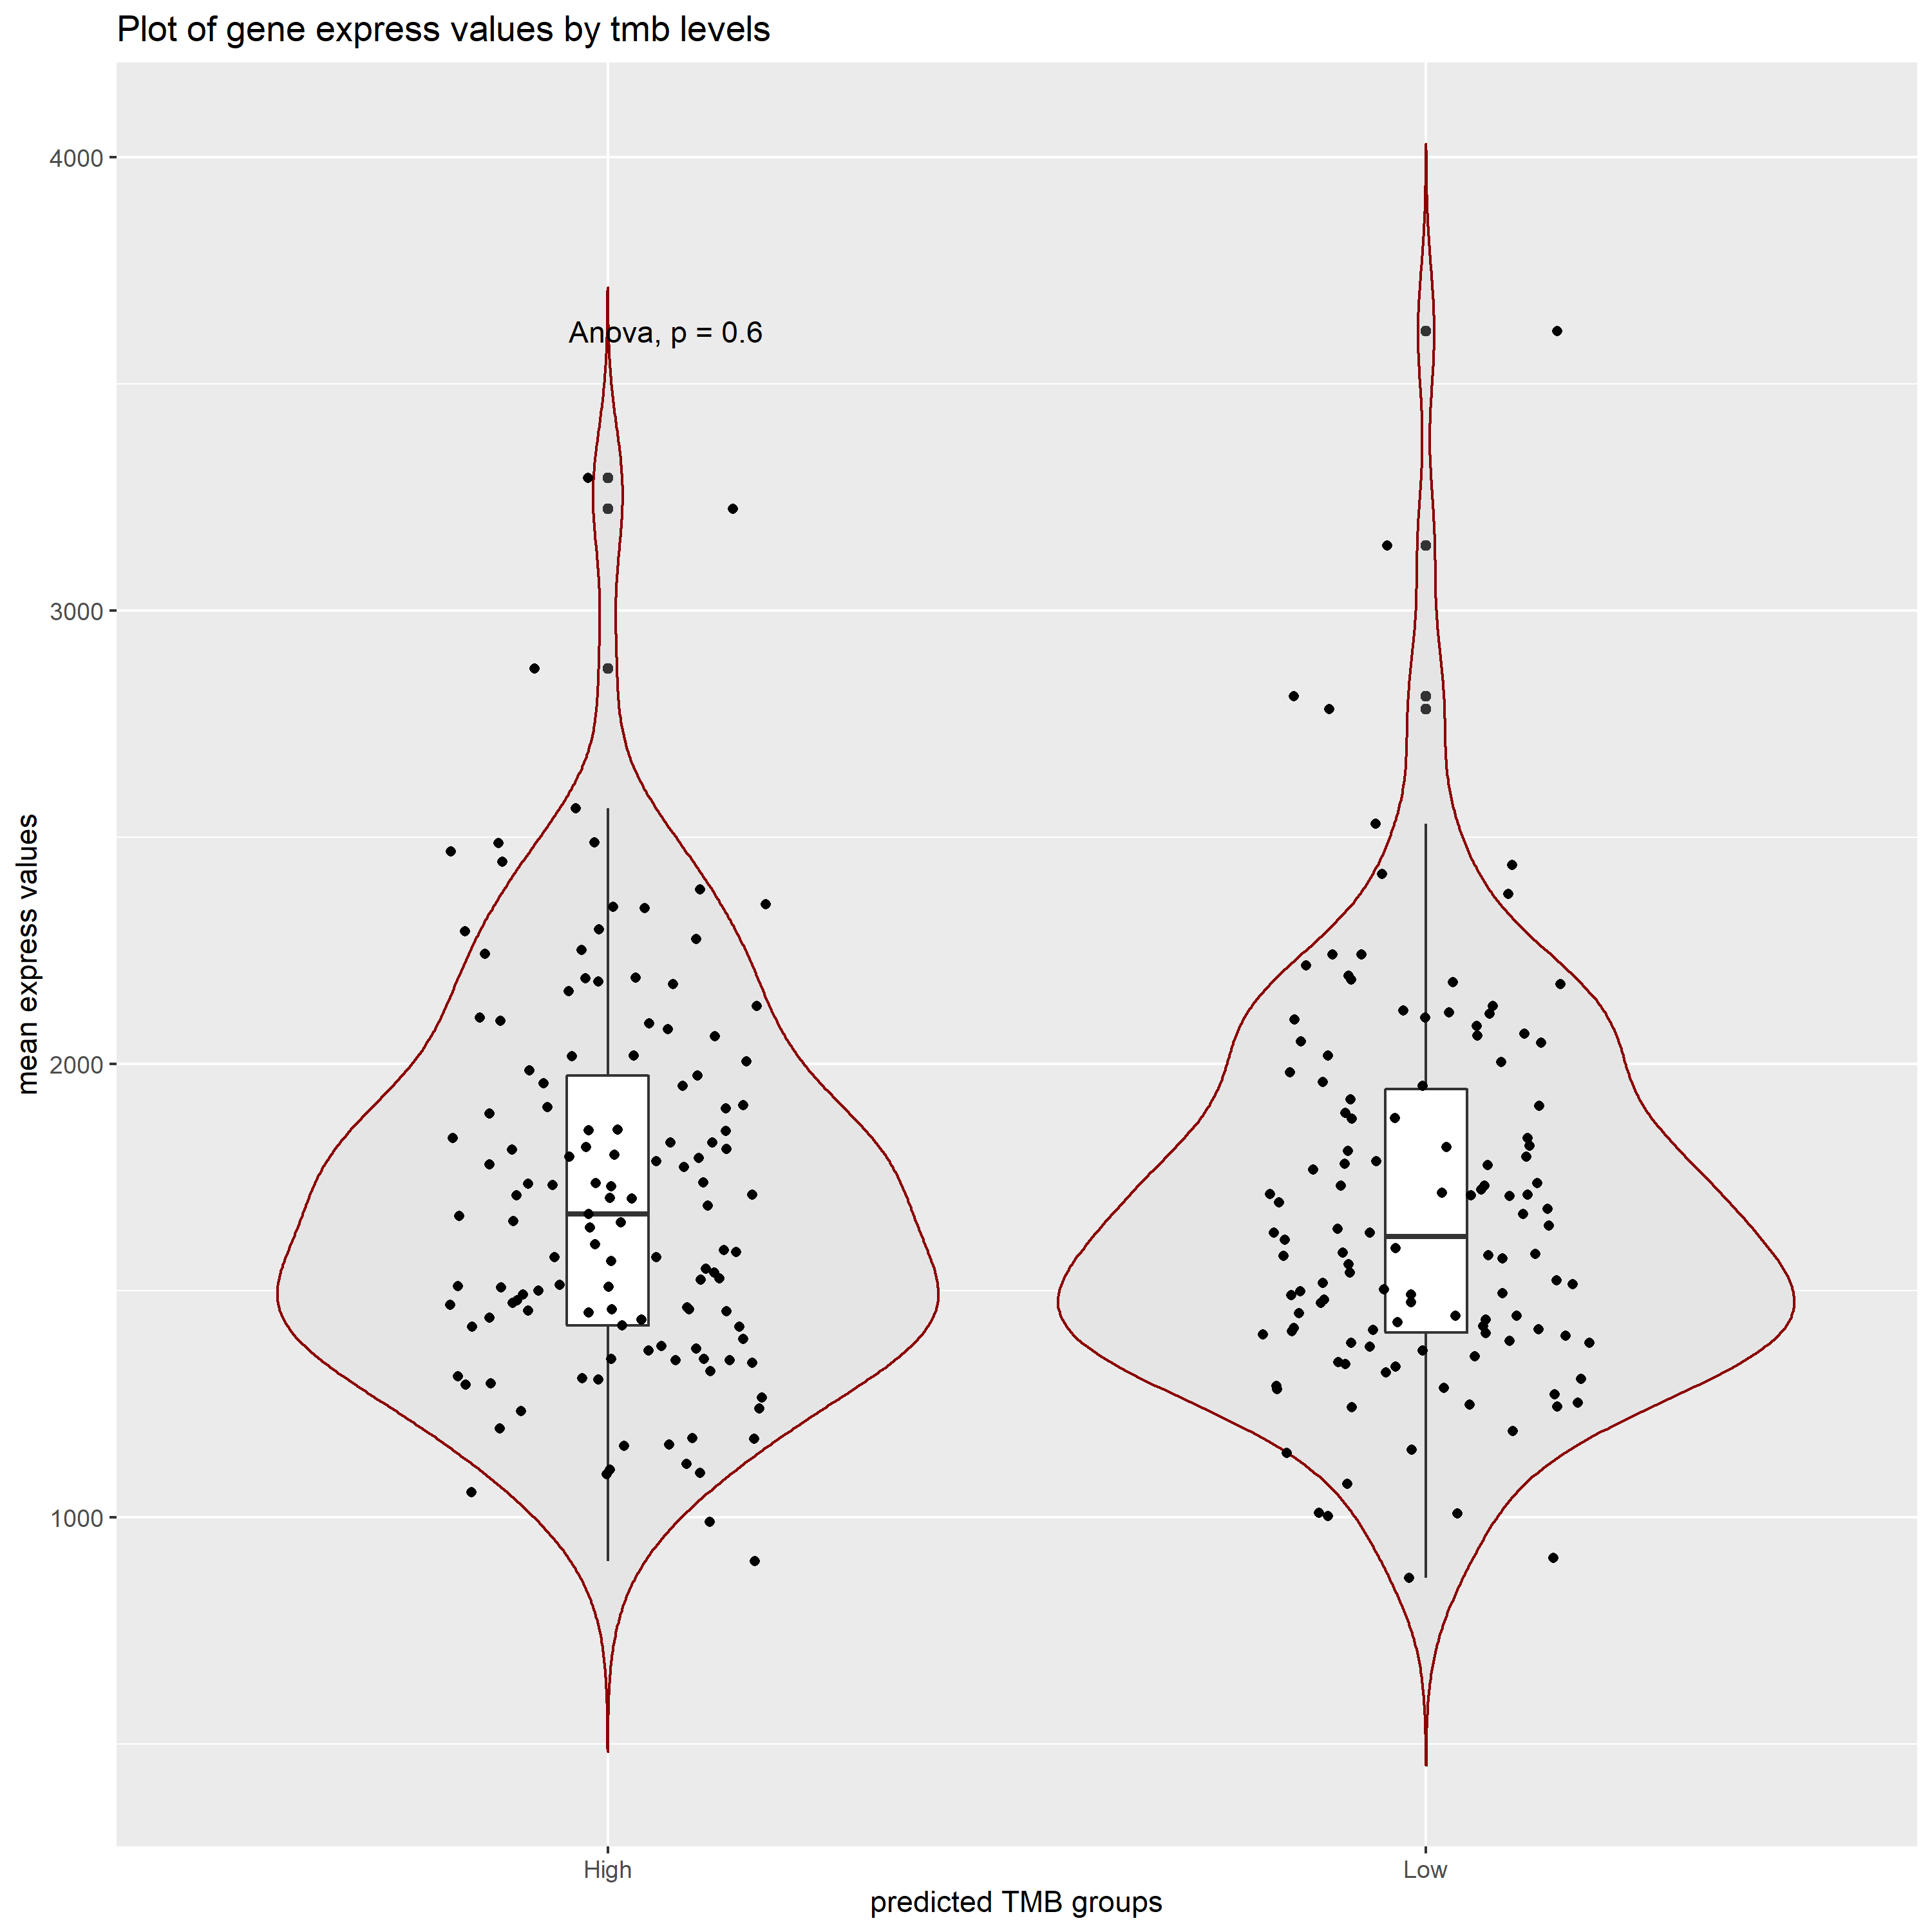 Plot of gene express values by tmb levels
4000
Anova, p = 0.6
3000
mean express values
2000
1000
High Low
predicted TMB groups